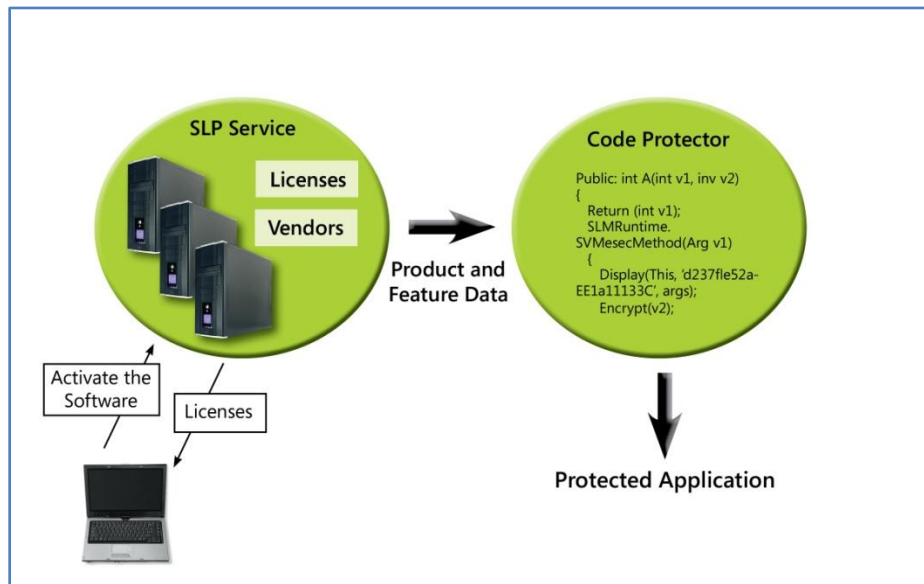 SLP Service
Licenses
Vendors
Activate the
Software
Licenses
Product and
Feature Data
Code Protector
Public: int A(int v1, inv v2)
{
Return (int v1);
SLMRuntime.
SVMesecMethod(Arg v1)
{
Display(This, 'd237fle52a-
EE1a11133C', args);
Encrypt(v2);
Protected Application